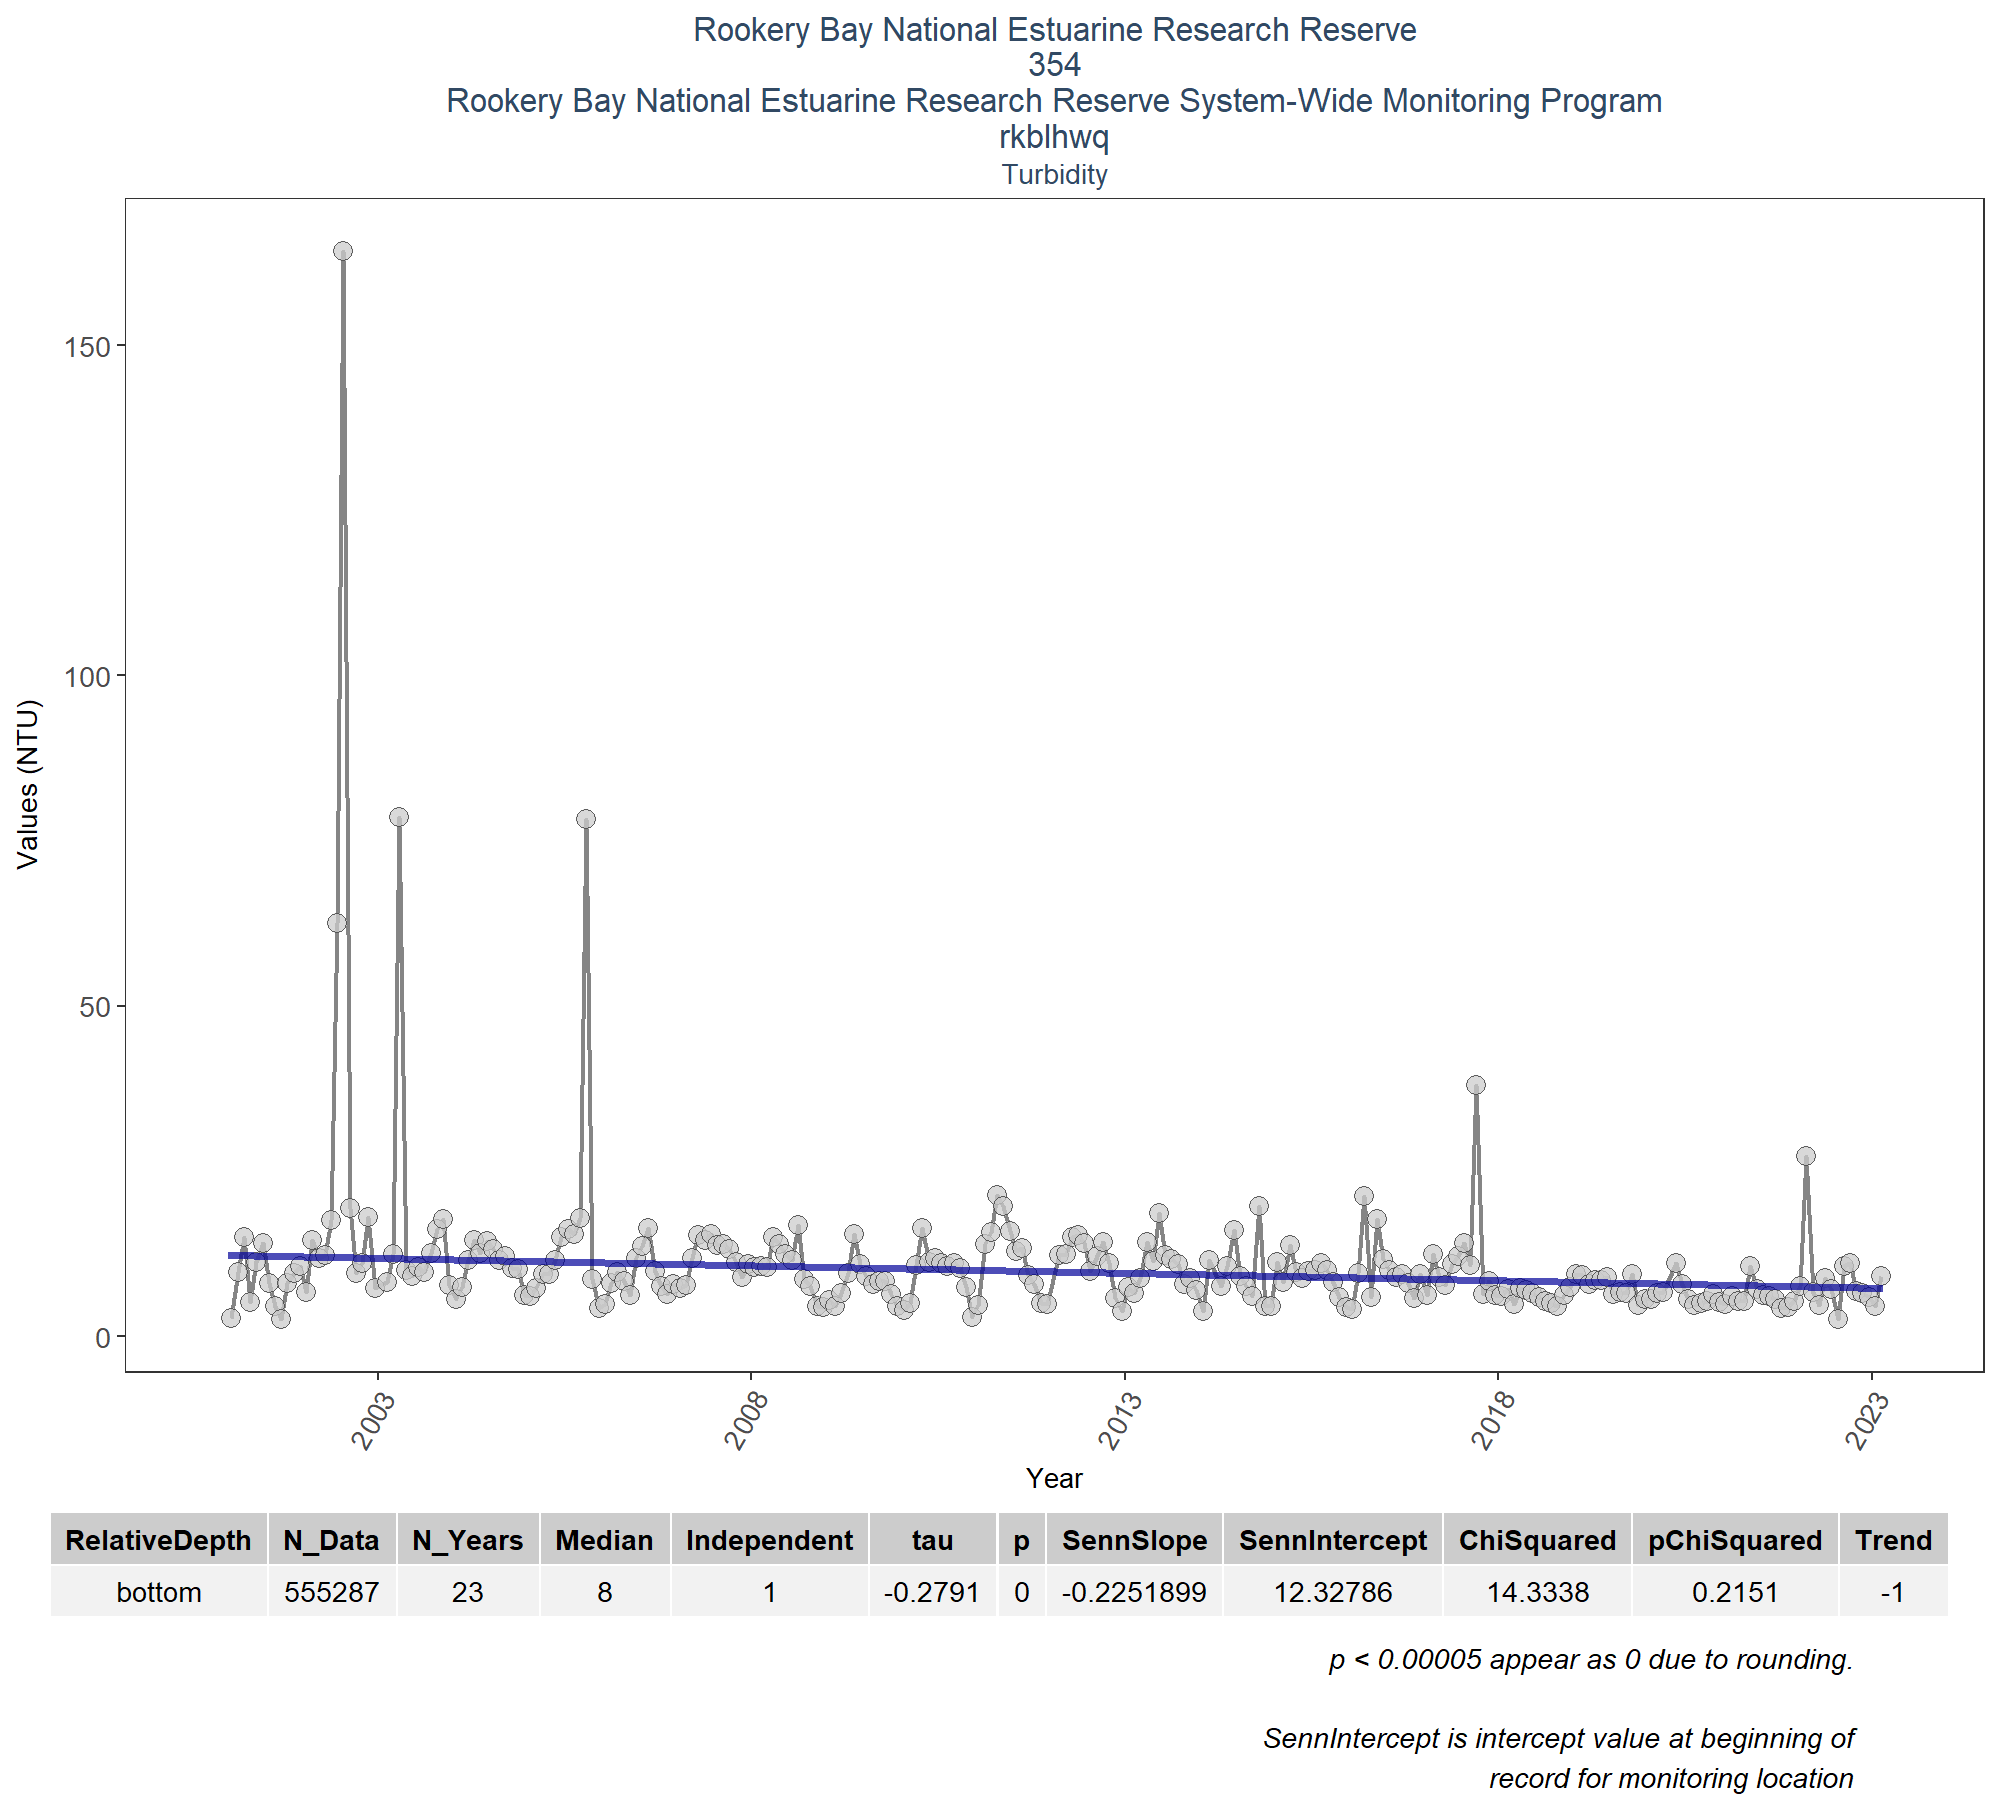 Rookery Bay National Estuarine Research Reserve
354
Rookery Bay National Estuarine Research Reserve System-Wide Monitoring Program
rkblhwq
Turbidity
Values (NTU)
150
100
50
0
2003 2008 2013 2018 2023
Year
RelativeDepth N_Data N_Years Median Independent tau p SennSlope SennIntercept ChiSquared pChiSquared Trend
bottom 555287 23 8 1 -0.2791 0 -0.2251899 12.32786 14.3338 0.2151 -1
p < 0.00005 appear as 0 due to rounding.
SennIntercept is intercept value at beginning of
record for monitoring location